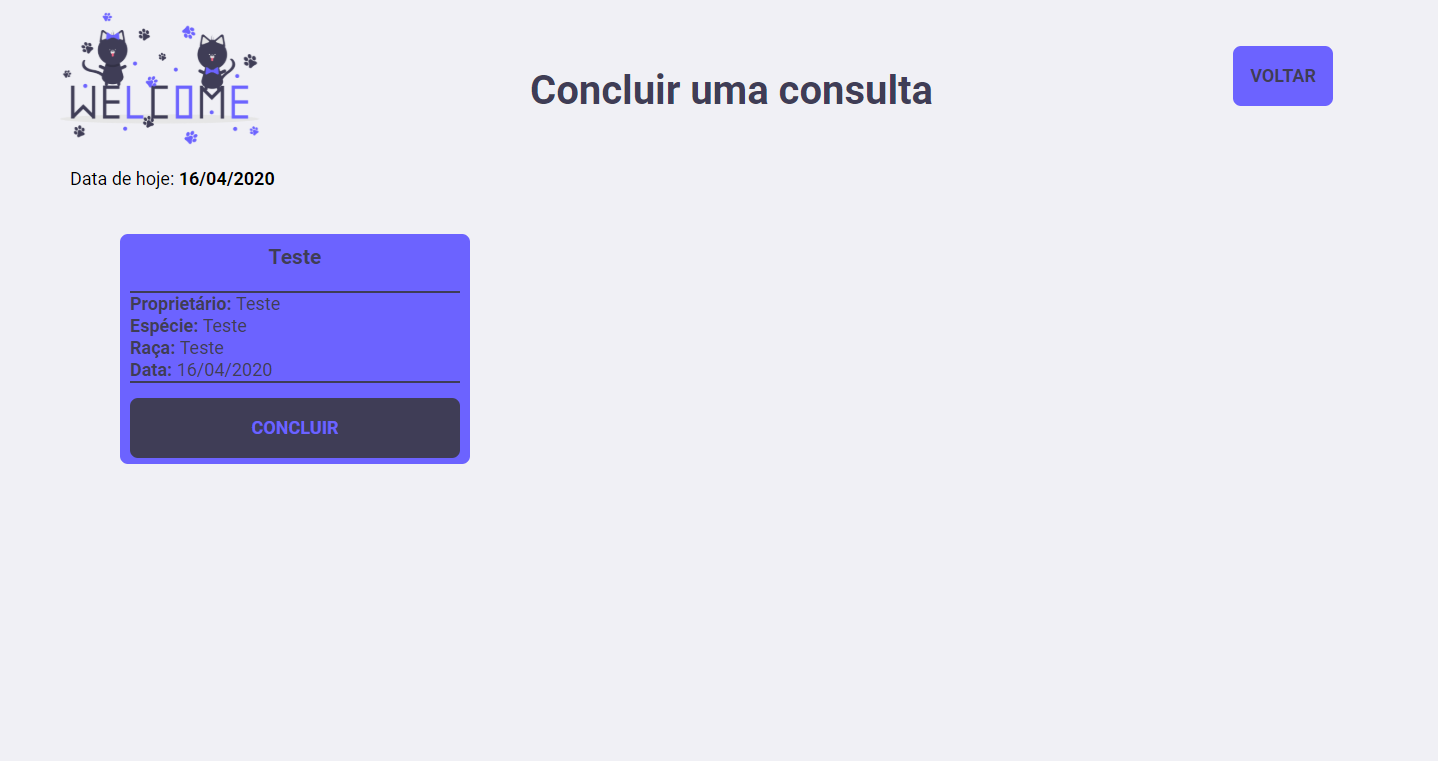 WELCOME
Concluir uma consulta
VOLTAR
Data de hoje: 16/04/2020
Teste
Proprietário: Teste
Espécie: Teste
Raça: Teste
Data: 16/04/2020
CONCLUIR